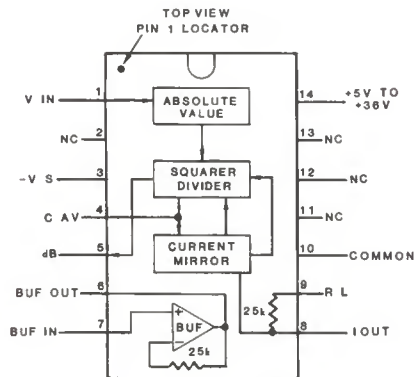 TOP VIEW
PIN 1 LOCATOR
V IN 1
ABSOLUTE
VALUE
14 +5V TO
+36V
NC 2
13 NC
-V S 3
SQUARER
DIVIDER
12 NC
C AV 4
11 NC
dB 5
CURRENT
MIRROR
10 COMMON
BUF OUT 6
9 R L
25k
BUF IN 7
+
BUF
-
8 I OUT
25k